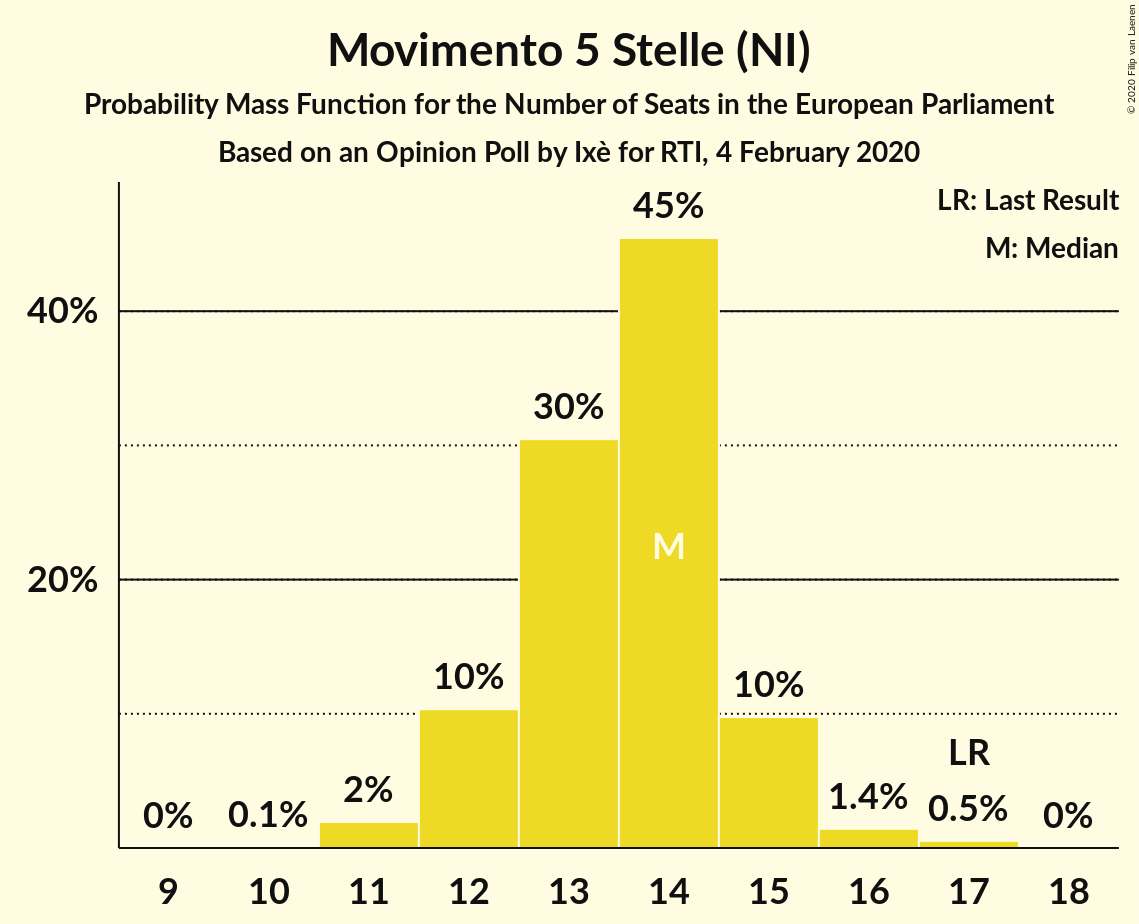 Movimento 5 Stelle (NI)
Probability Mass Function for the Number of Seats in the European Parliament
Based on an Opinion Poll by Ixè for RTI, 4 February 2020
© 2020 Filip van Laenen
LR: Last Result
M: Median
40%
20%
0%
0.1%
2%
10%
30%
45%
M
10%
1.4%
LR
0.5%
0%
9 10 11 12 13 14 15 16 17 18